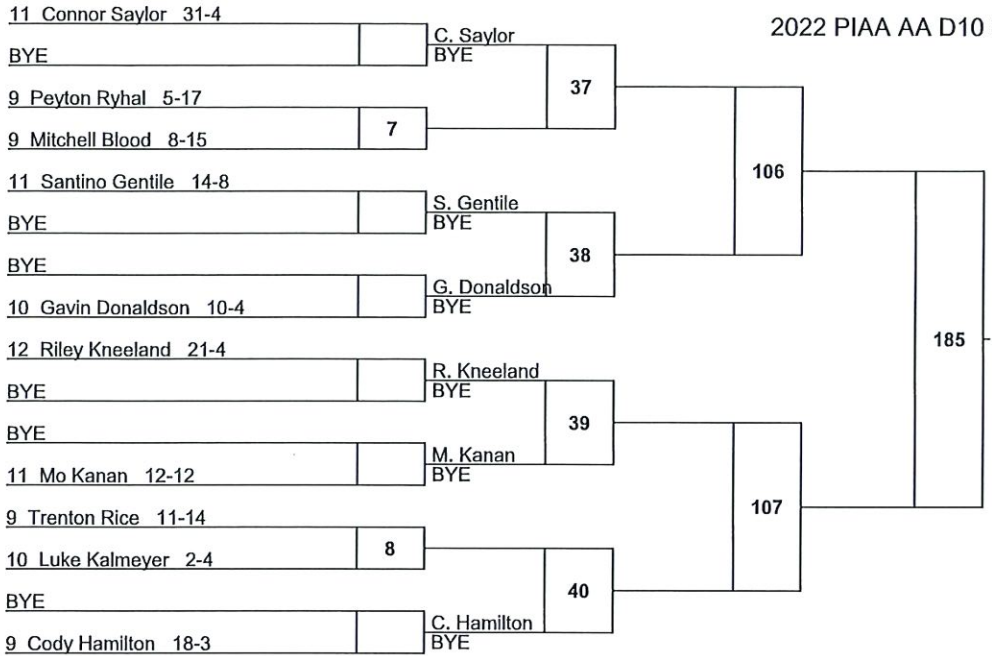 2022 PIAA AA D10
11 Connor Saylor 31-4
BYE
9 Peyton Ryhal 5-17
9 Mitchell Blood 8-15
11 Santino Gentile 14-8
BYE
BYE
10 Gavin Donaldson 10-4
12 Riley Kneeland 21-4
BYE
BYE
11 Mo Kanan 12-12
9 Trenton Rice 11-14
10 Luke Kalmeyer 2-4
BYE
9 Cody Hamilton 18-3
C. Saylor
BYE
7
S. Gentile
BYE
G. Donaldson
BYE
R. Kneeland
BYE
M. Kanan
BYE
8
C. Hamilton
BYE
37
38
39
40
106
107
185